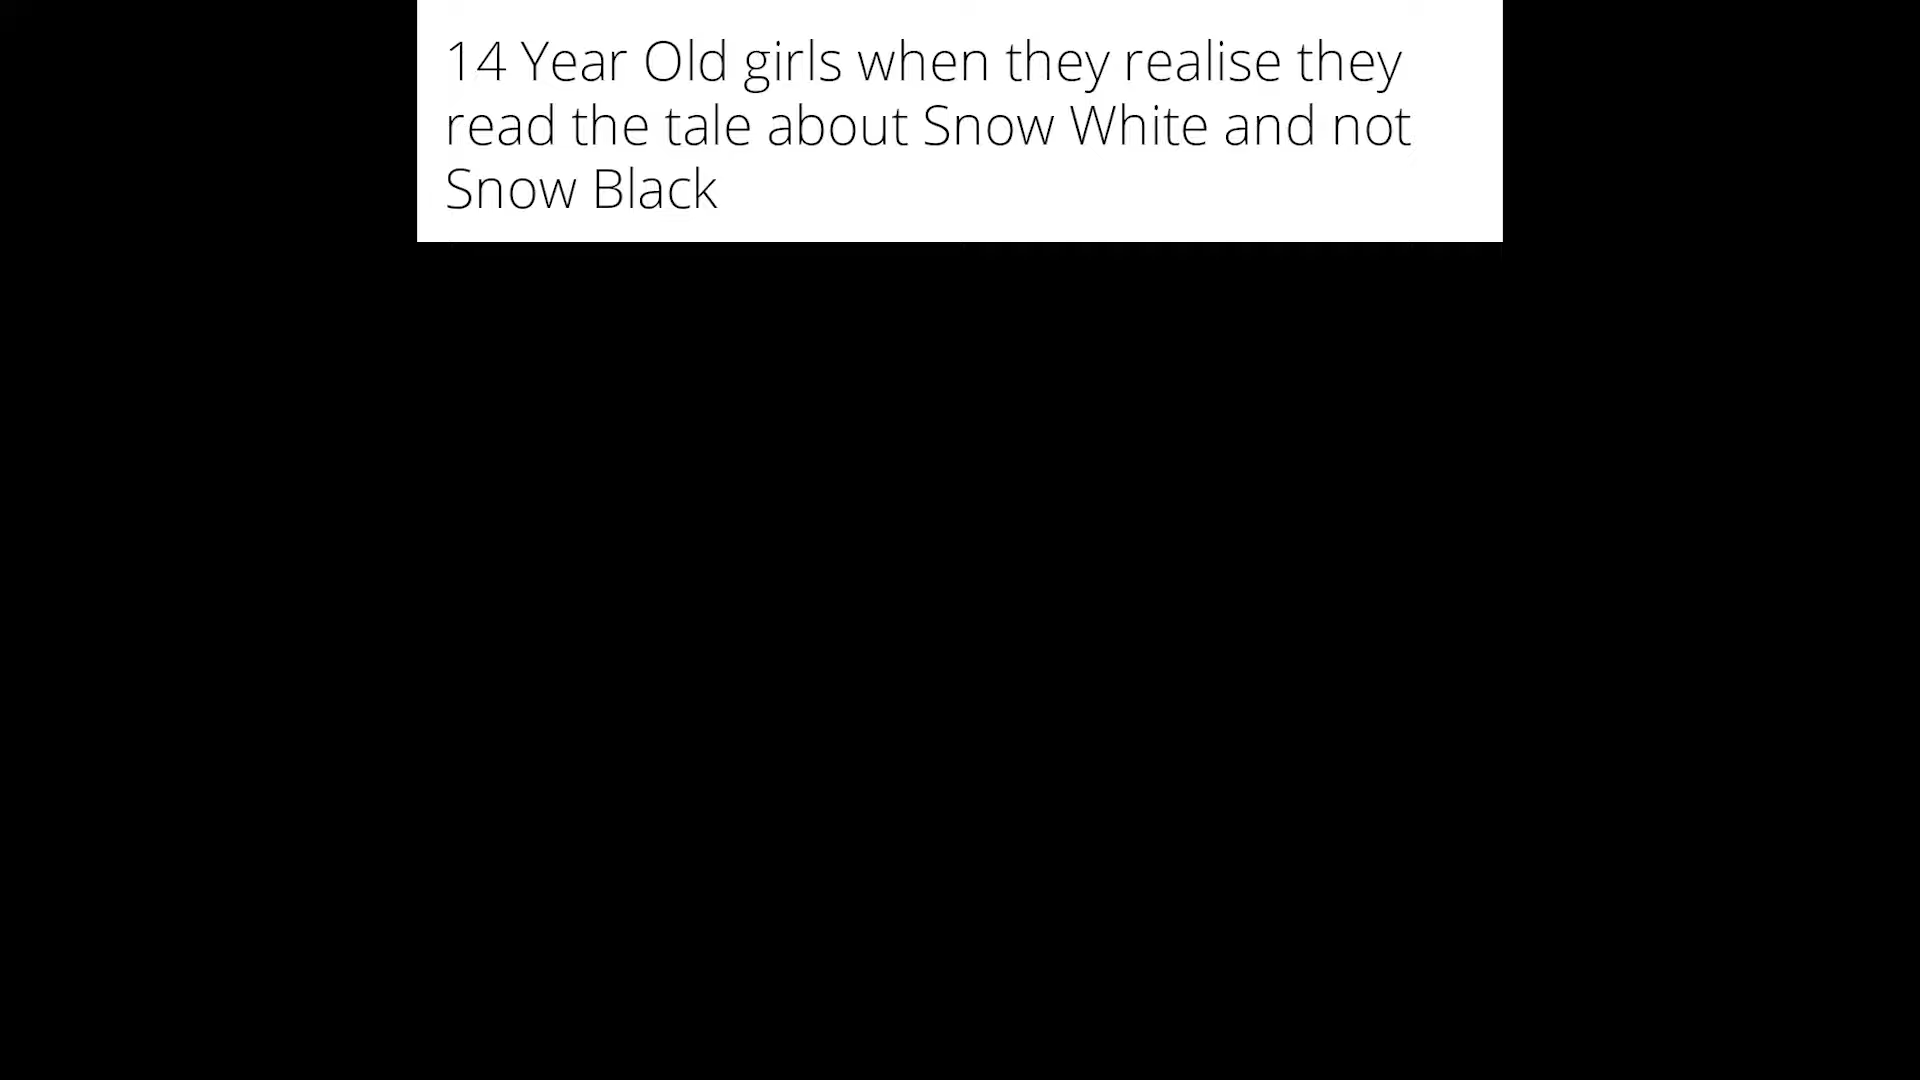 14 Year Old girls when they realise they
read the tale about Snow White and not
Snow Black